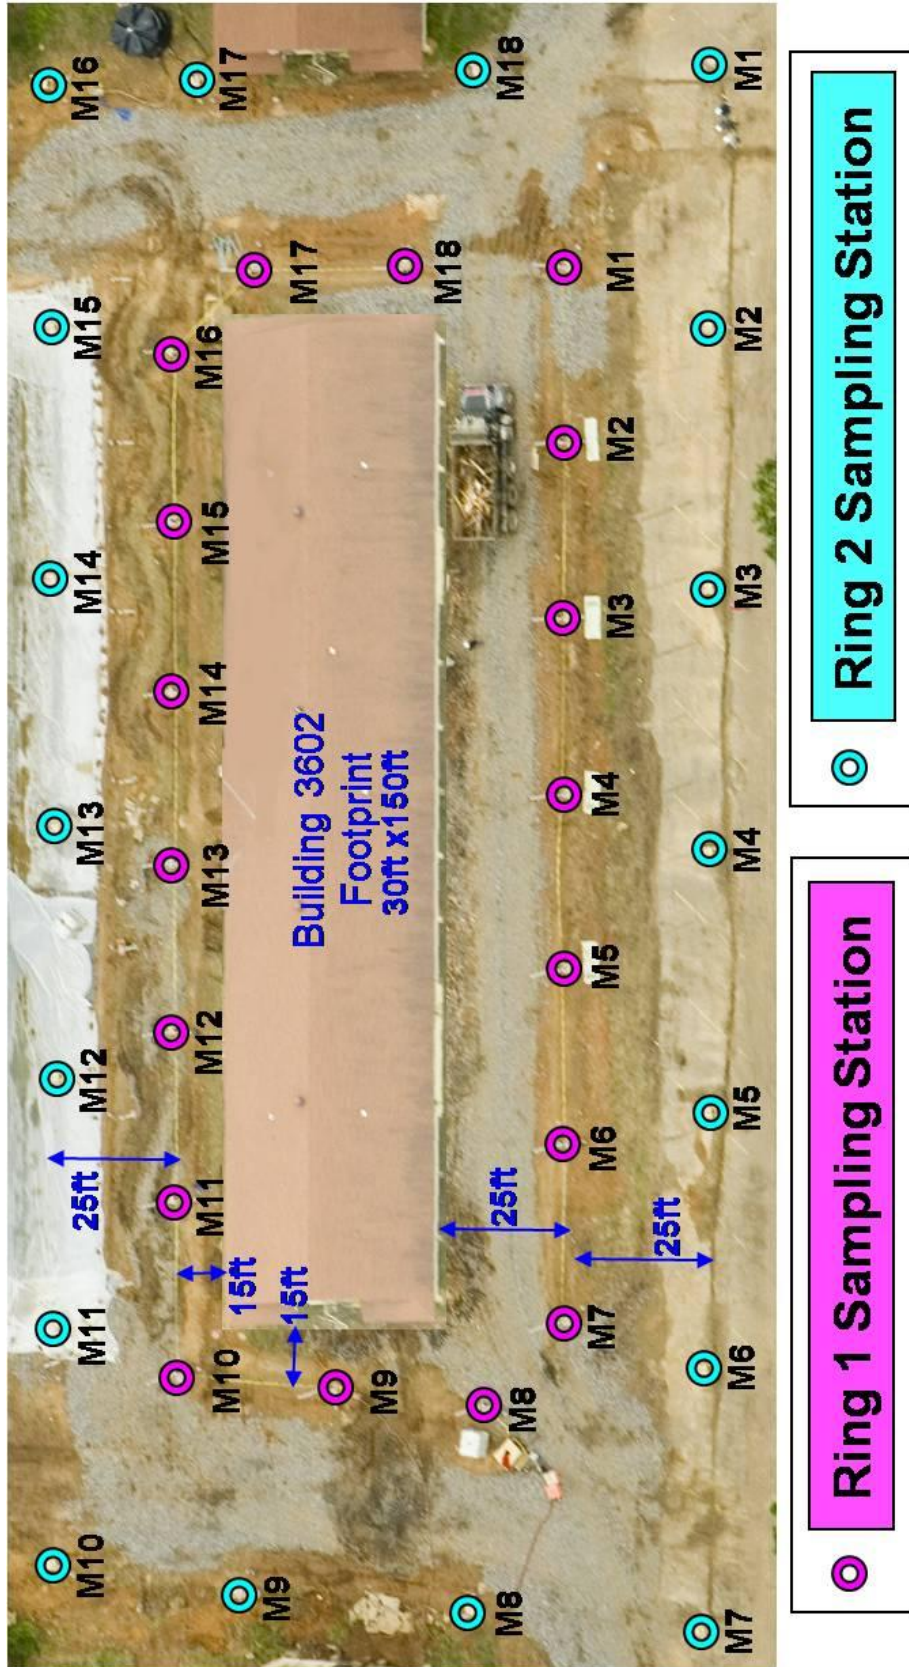 M10
M11
25ft
M12
M13
M14
M15
M16
M10
M11
M12
M13
M14
M15
M16
M17
15ft
M9
15ft
M17
Building 3602
Footprint
30ft x150ft
M9
M18
M8
25ft
M18
M8
M7
M6
M5
M4
M3
M2
M1
25ft
M7
M6
M5
M4
M3
M2
M1
Ring 1 Sampling Station
Ring 2 Sampling Station